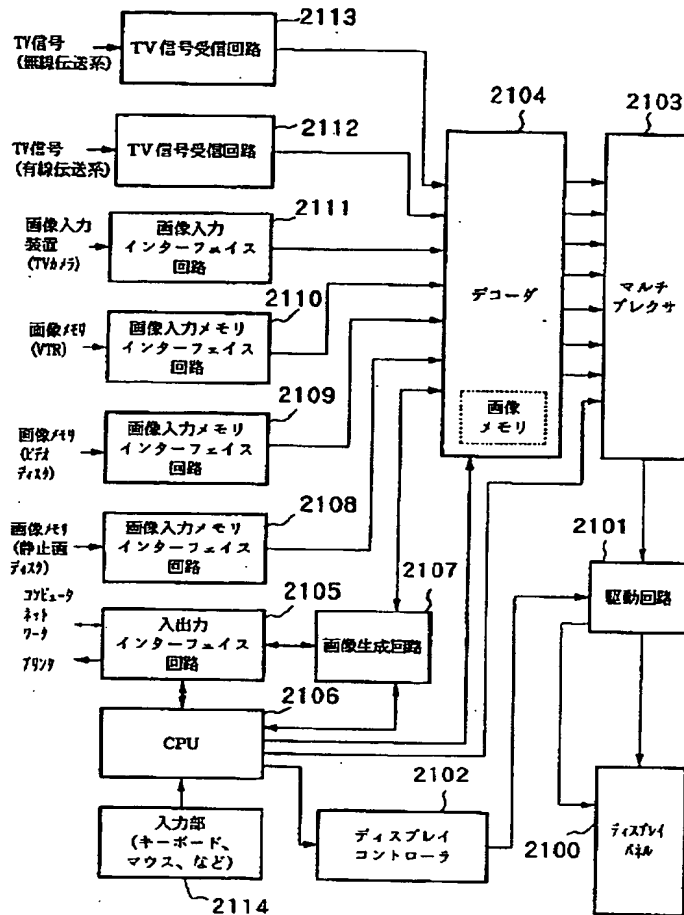 2113
TV信号
(無線伝送系)
TV信号受信回路
2112
TV信号
(有線伝送系)
TV信号受信回路
2111
画像入力
装置
(TVカメラ)
画像入力
インターフェイス
回路
2110
画像メモリ
(VTR)
画像入力メモリ
インターフェイス
回路
2109
画像メモリ
(ビデオ
ディスク)
画像入力メモリ
インターフェイス
回路
2108
画像メモリ
(静止画
ディスク)
画像入力メモリ
インターフェイス
回路
2105
コンピュータ
ネット
ワーク
プリンタ
入出力
インターフェイス
回路
2107
画像生成回路
2106
CPU
入力部
(キーボード、
マウス、など)
2114
2102
ディスプレイ
コントローラ
2104
デコーダ
画像
メモリ
2103
マルチ
プレクサ
2101
駆動回路
2100
ディスプレイ
パネル